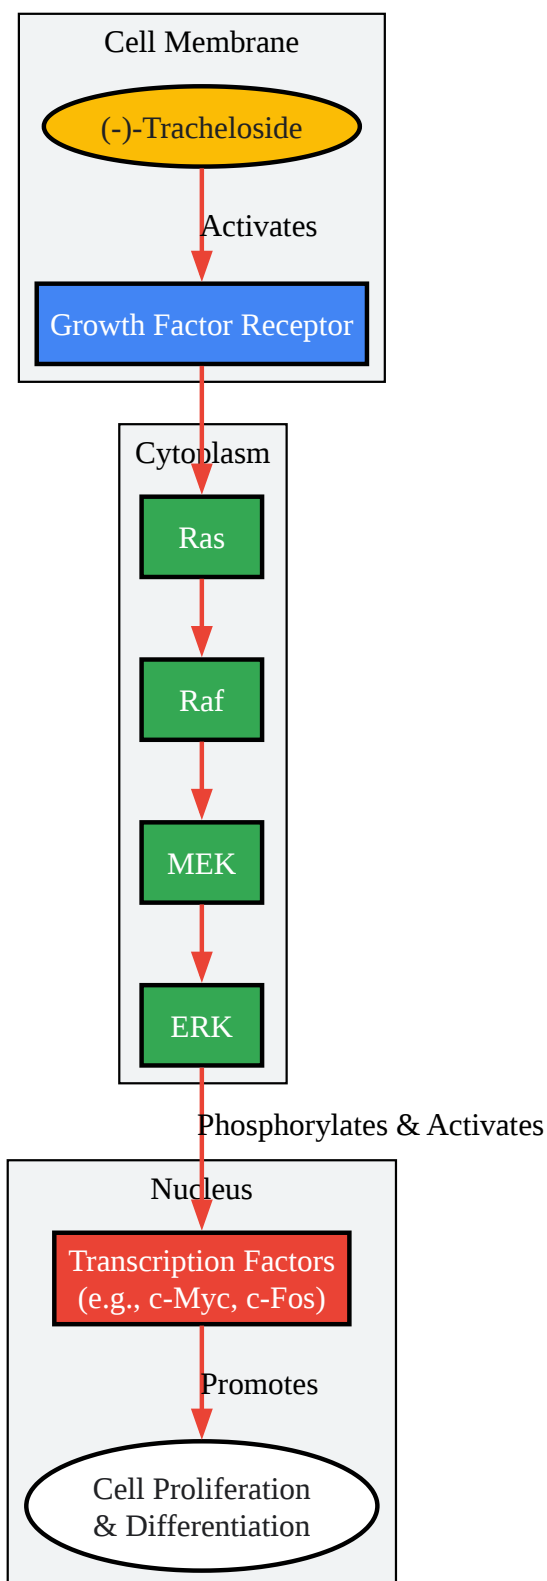 Cell Membrane
(-)-Tracheloside
Activates
Growth Factor Receptor
Cytoplasm
Ras
Raf
MEK
ERK
Phosphorylates & Activates
Nucleus
Transcription Factors
(e.g., c-Myc, c-Fos)
Promotes
Cell Proliferation
& Differentiation